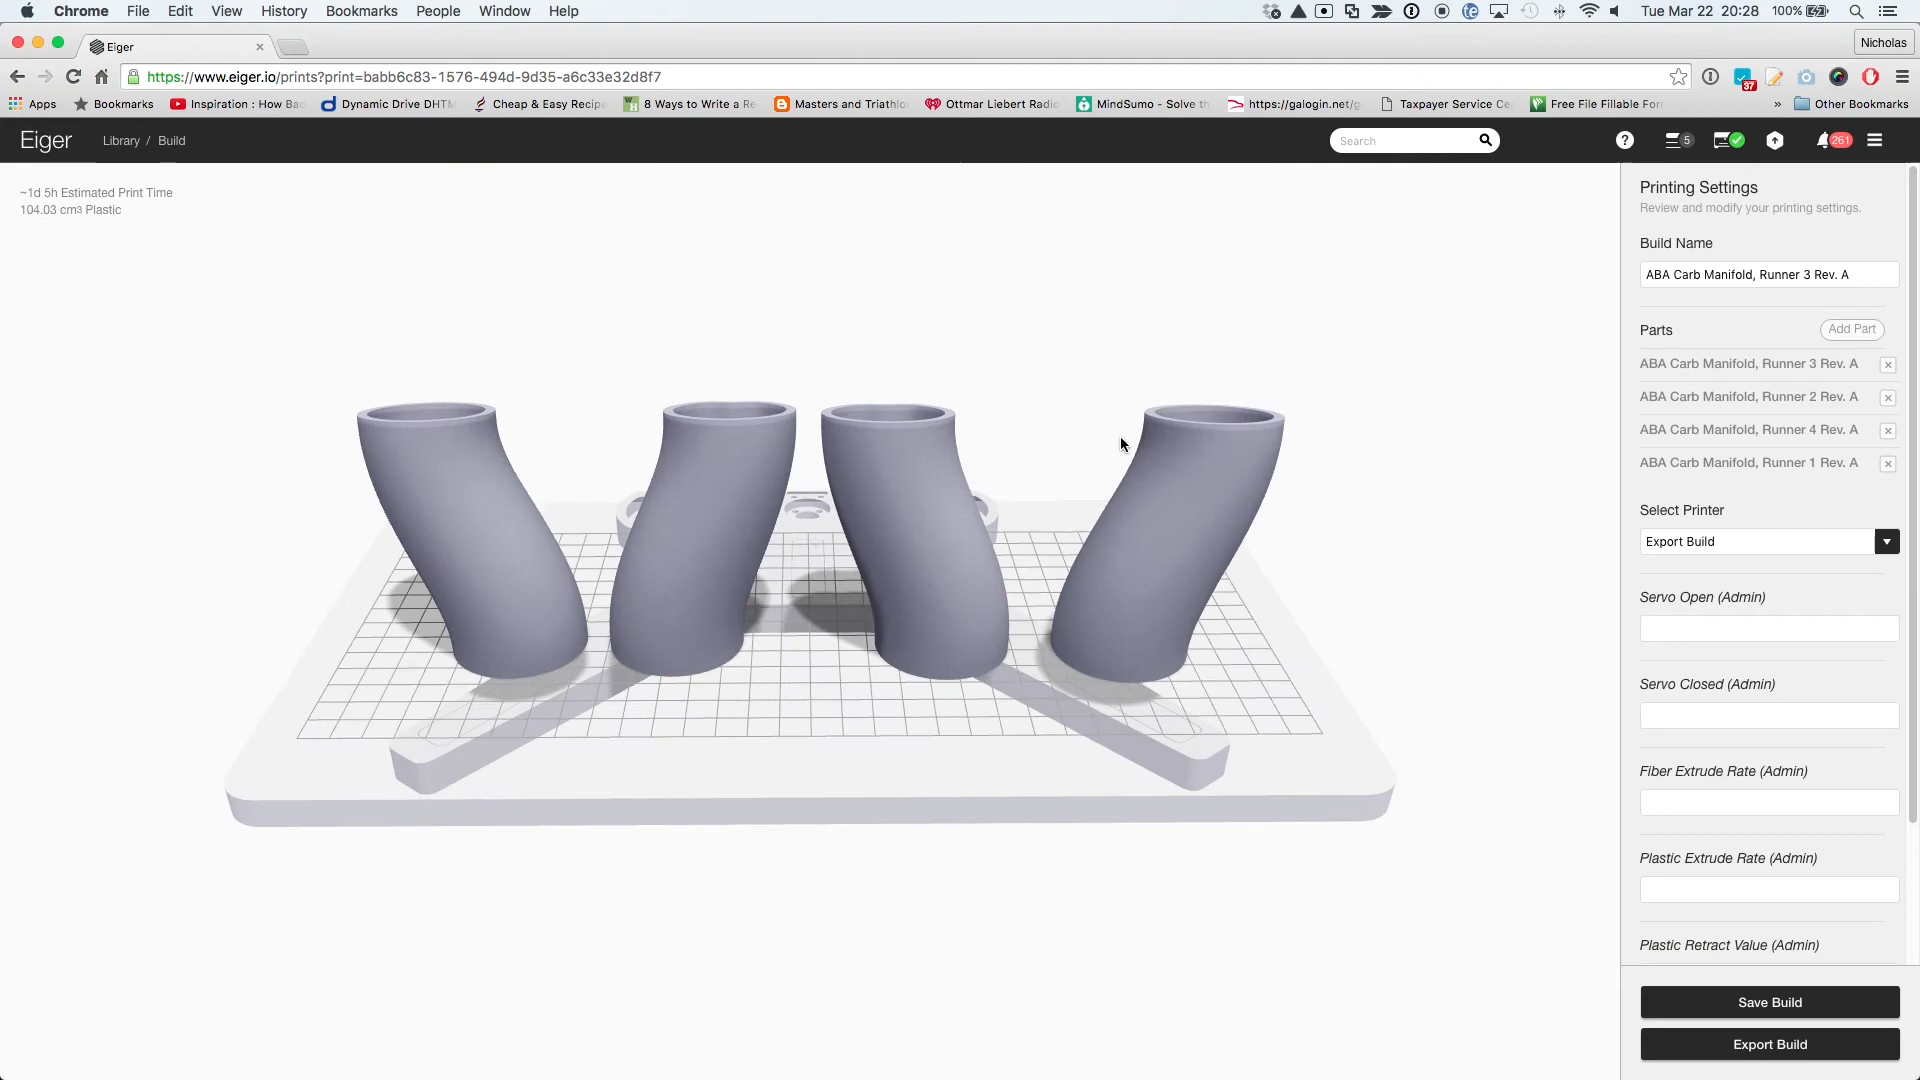 Chrome File Edit View History Bookmarks People Window Help
Tue Mar 22 20:28 100%
Eiger
Nicholas
https://www.eiger.io/prints?print=babb6c83-1576-494d-9d35-a6c33e32d8f7
37
Apps Bookmarks Inspiration : How Ba Dynamic Drive DHTM Cheap & Easy Recipe 8 Ways to Write a Re Masters and Triathlo Ottmar Liebert Radio MindSumo - Solve th https://galogin.net/g Taxpayer Service Ce Free File Fillable For » Other Bookmarks
Eiger Library / Build Search ? 5 261
~1d 5h Estimated Print Time
104.03 cm3 Plastic
Printing Settings
Review and modify your printing settings.
Build Name
ABA Carb Manifold, Runner 3 Rev. A
Parts Add Part
ABA Carb Manifold, Runner 3 Rev. A
ABA Carb Manifold, Runner 2 Rev. A
ABA Carb Manifold, Runner 4 Rev. A
ABA Carb Manifold, Runner 1 Rev. A
Select Printer
Export Build
Servo Open (Admin)
Servo Closed (Admin)
Fiber Extrude Rate (Admin)
Plastic Extrude Rate (Admin)
Plastic Retract Value (Admin)
Save Build
Export Build